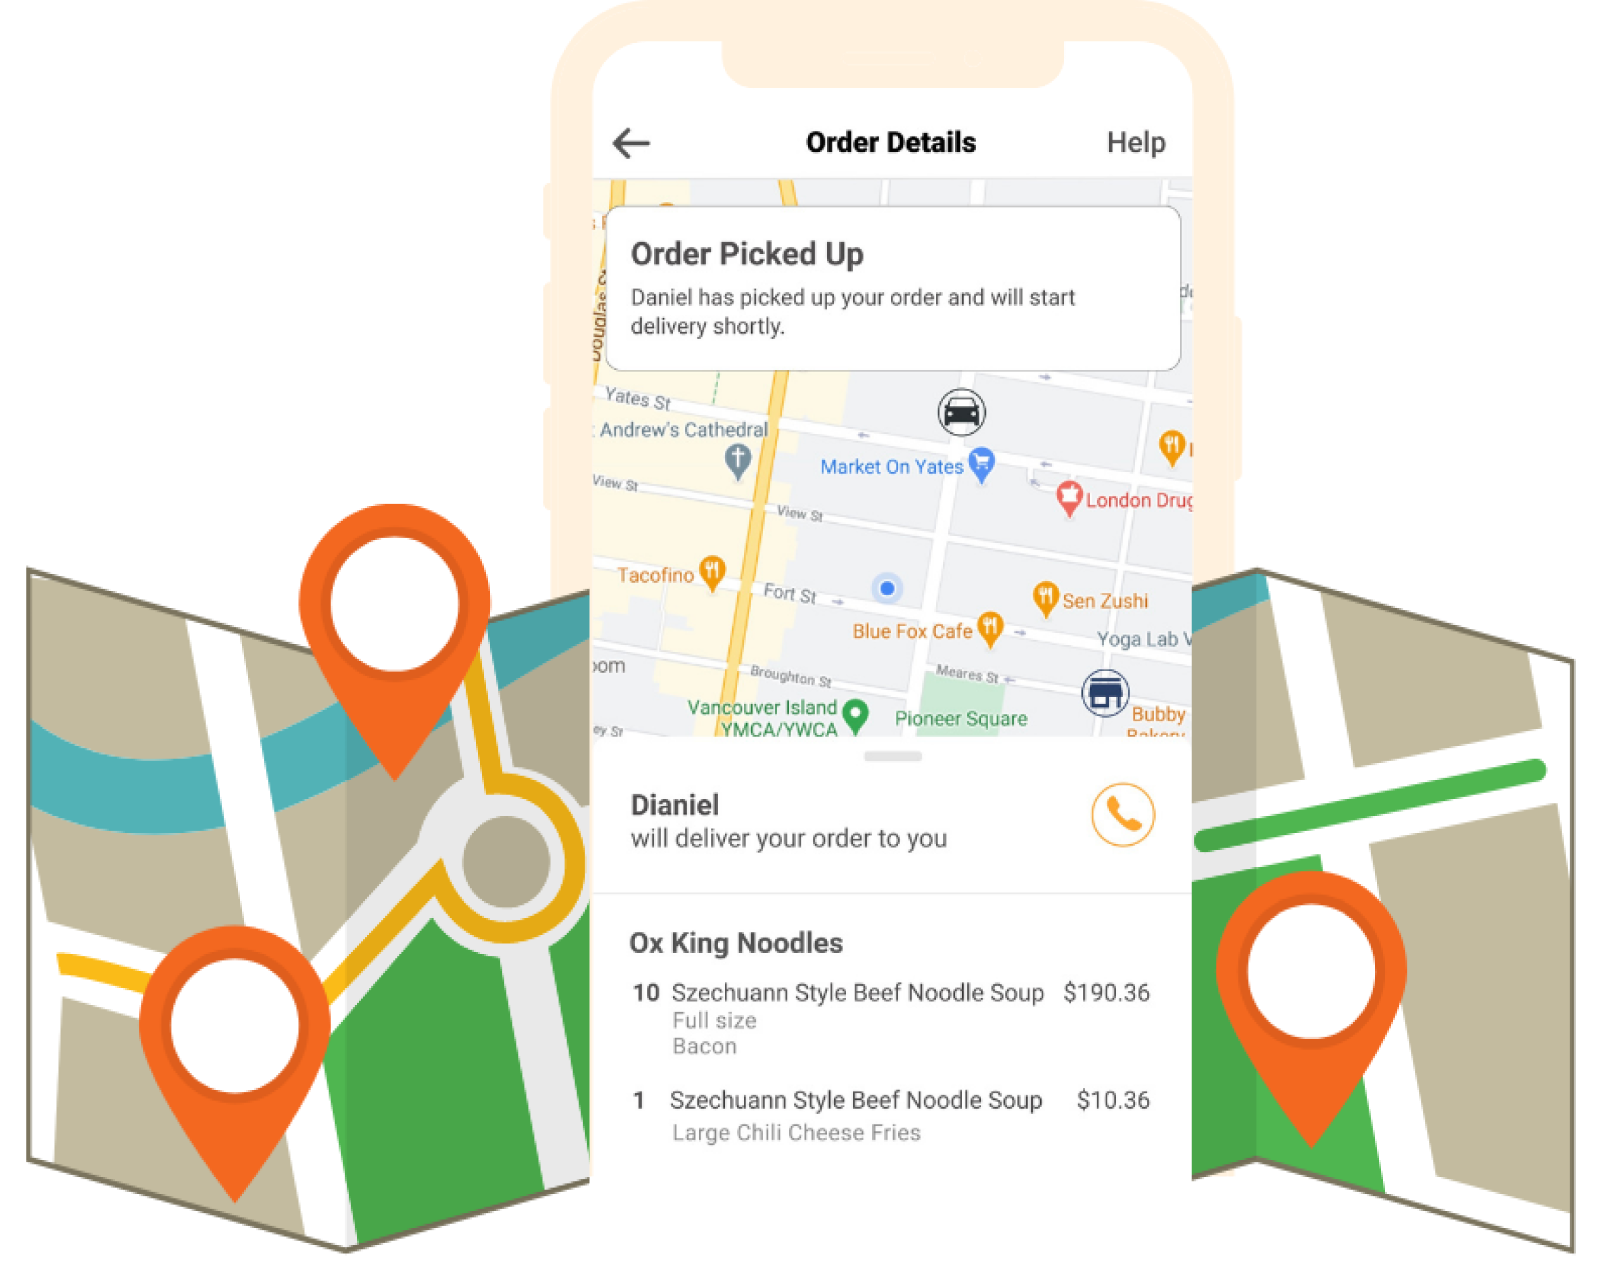 Order Details
Help
Order Picked Up
Daniel has picked up your order and will start
delivery shortly.
Douglas St
Yates St
Andrew's Cathedral
Market On Yates
London Drug
View St
View St
Tacofino
Fort St
Sen Zushi
Blue Fox Cafe
Yoga Lab V
oom
Broughton St
Meares St
Vancouver Island
YMCA/YWCA
Pioneer Square
Bubby
Bakery
ey St
Dianiel
will deliver your order to you
Ox King Noodles
10 Szechuann Style Beef Noodle Soup $190.36
Full size
Bacon
1 Szechuann Style Beef Noodle Soup $10.36
Large Chili Cheese Fries